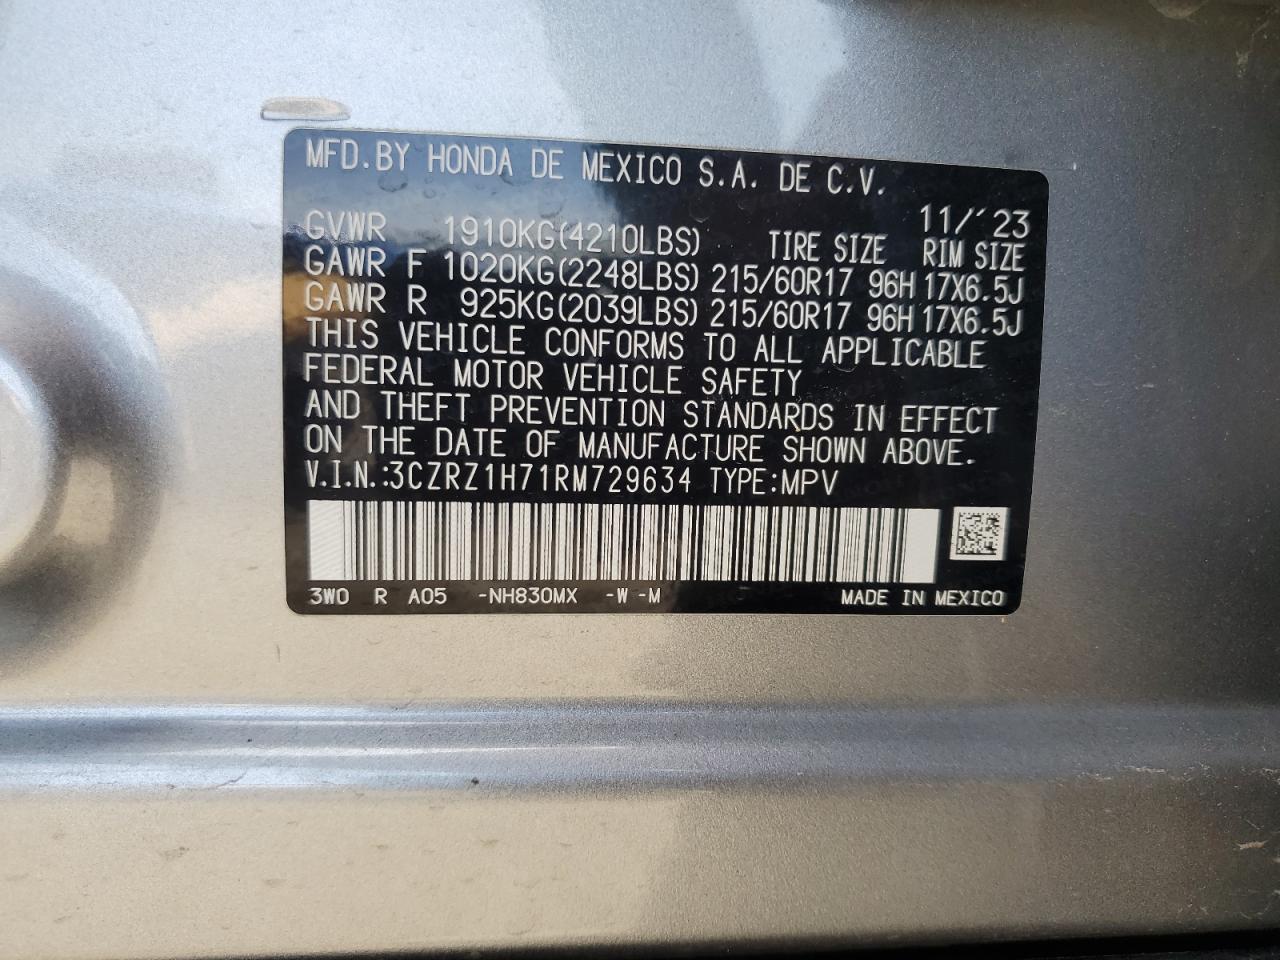 MFD.BY HONDA DE MEXICO S.A. DE C.V.
11/'23
GVWR 1910KG(4210LBS) TIRE SIZE RIM SIZE
GAWR F 1020KG(2248LBS) 215/60R17 96H 17X6.5J
GAWR R 925KG(2039LBS) 215/60R17 96H 17X6.5J
THIS VEHICLE CONFORMS TO ALL APPLICABLE
FEDERAL MOTOR VEHICLE SAFETY
AND THEFT PREVENTION STANDARDS IN EFFECT
ON THE DATE OF MANUFACTURE SHOWN ABOVE.
V.I.N.:3CZRZ1H71RM729634 TYPE:MPV
3W0 R A05 -NH830MX -W -M MADE IN MEXICO